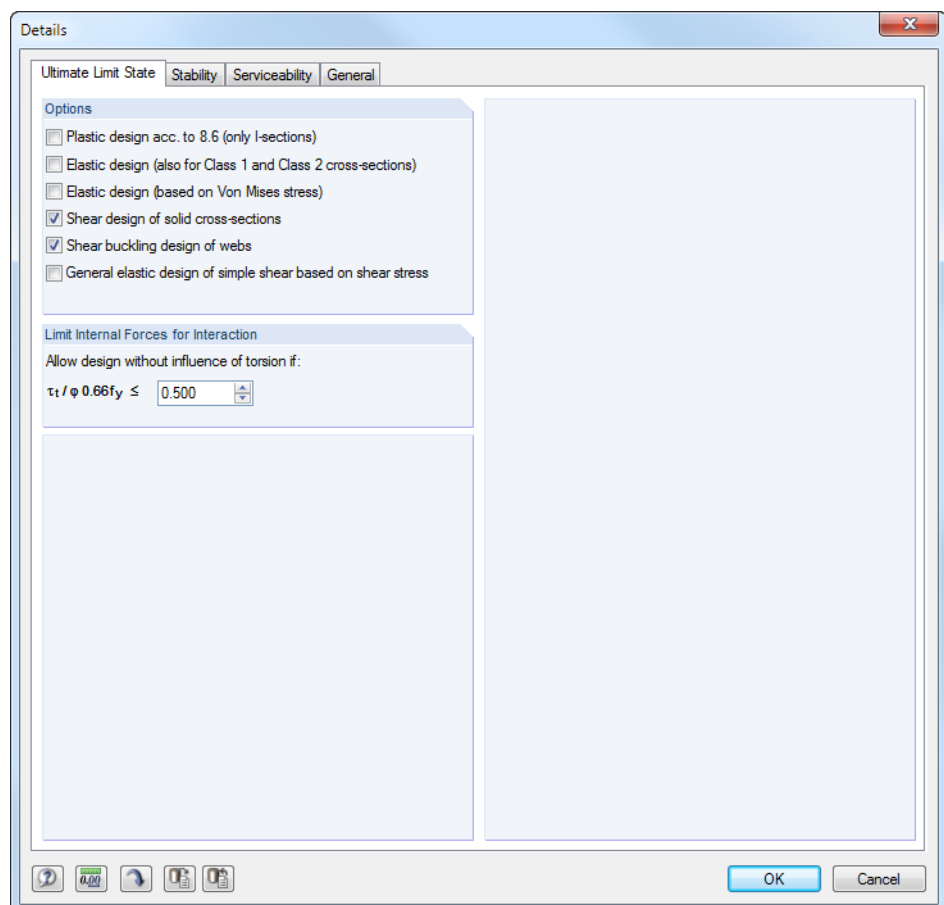 Details
Ultimate Limit State Stability Serviceability General
Options
Plastic design acc. to 8.6 (only I-sections)
Elastic design (also for Class 1 and Class 2 cross-sections)
Elastic design (based on Von Mises stress)
Shear design of solid cross-sections
Shear buckling design of webs
General elastic design of simple shear based on shear stress
Limit Internal Forces for Interaction
Allow design without influence of torsion if:
τt / φ 0.66fy ≤ 0.500
0.00
OK Cancel